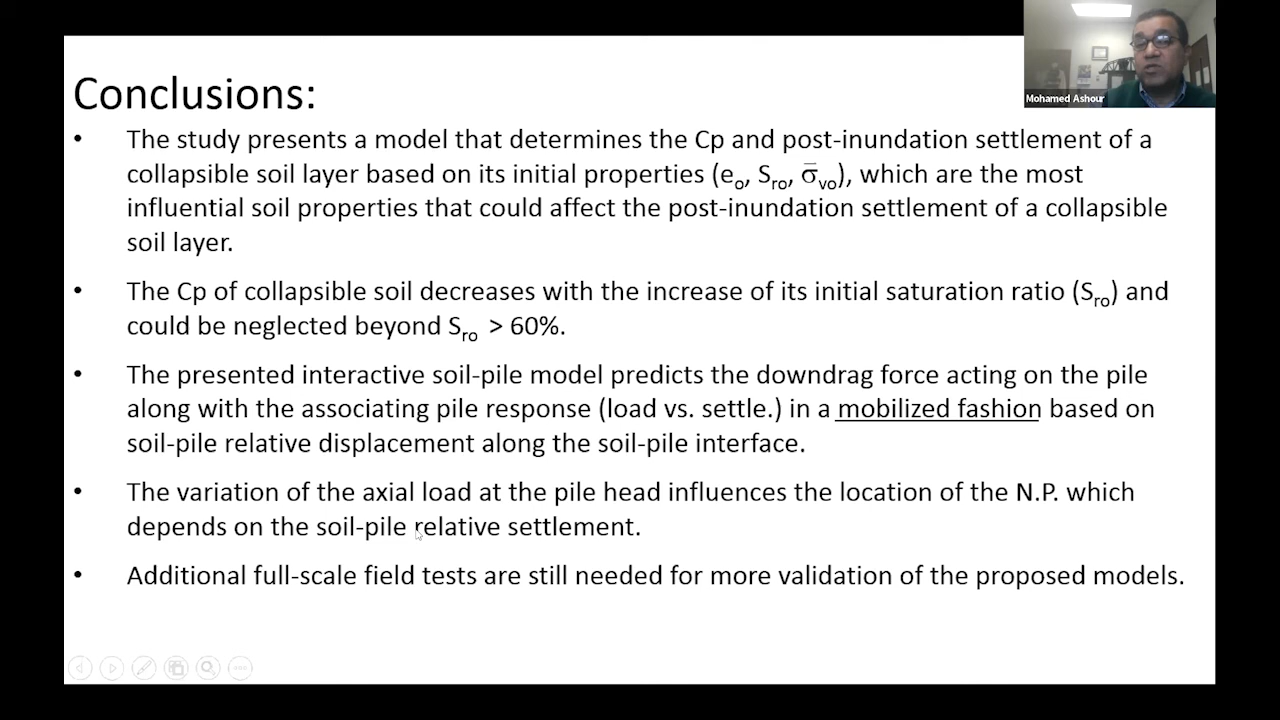 Conclusions:
Mohamed Ashour
• The study presents a model that determines the Cp and post-inundation settlement of a
collapsible soil layer based on its initial properties (eo, Sro, σ̅vo), which are the most
influential soil properties that could affect the post-inundation settlement of a collapsible
soil layer.
• The Cp of collapsible soil decreases with the increase of its initial saturation ratio (Sro) and
could be neglected beyond Sro > 60%.
• The presented interactive soil-pile model predicts the downdrag force acting on the pile
along with the associating pile response (load vs. settle.) in a mobilized fashion based on
soil-pile relative displacement along the soil-pile interface.
• The variation of the axial load at the pile head influences the location of the N.P. which
depends on the soil-pile relative settlement.
• Additional full-scale field tests are still needed for more validation of the proposed models.